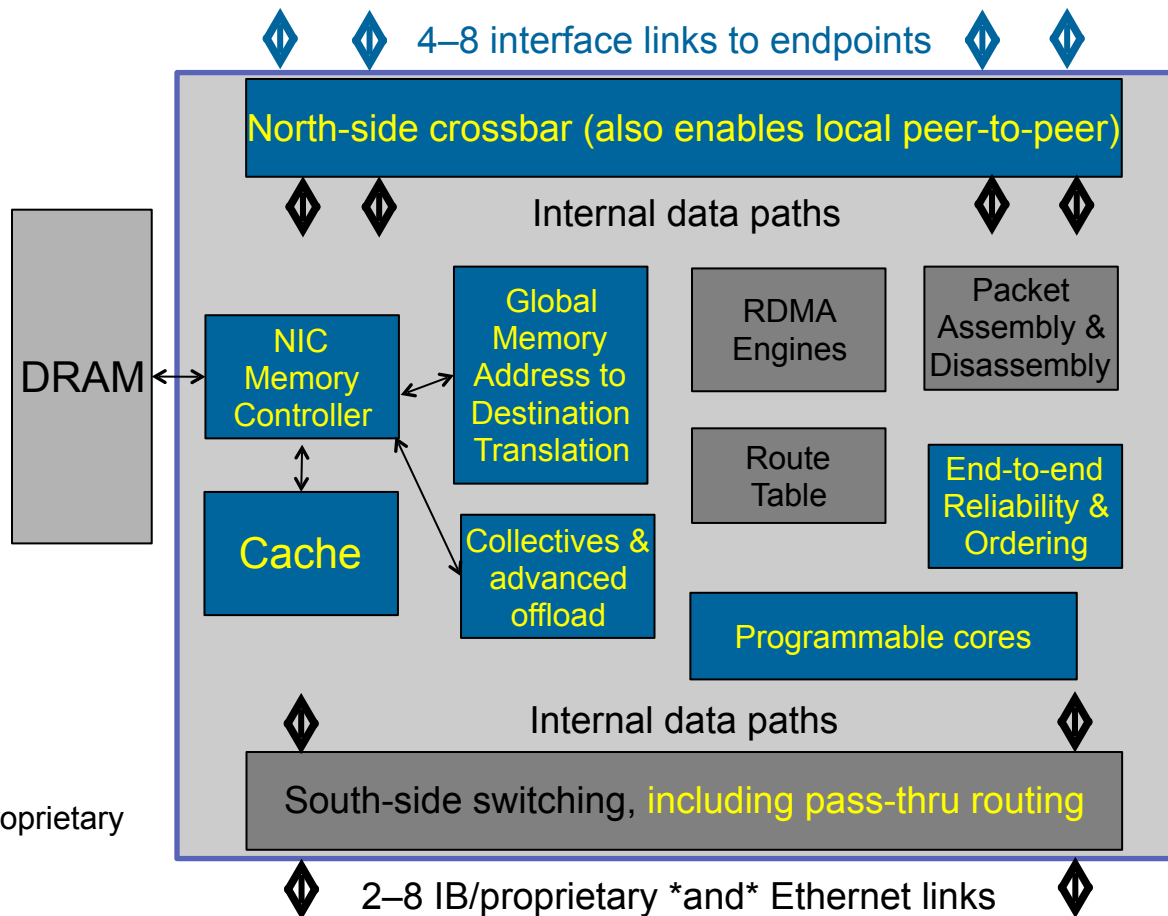 4–8 interface links to endpoints
North-side crossbar (also enables local peer-to-peer)
Internal data paths
DRAM
NIC
Memory
Controller
Global
Memory
Address to
Destination
Translation
RDMA
Engines
Packet
Assembly &
Disassembly
Cache
Collectives &
advanced
offload
Route
Table
End-to-end
Reliability &
Ordering
Programmable cores
Internal data paths
South-side switching, including pass-thru routing
2–8 IB/proprietary *and* Ethernet links